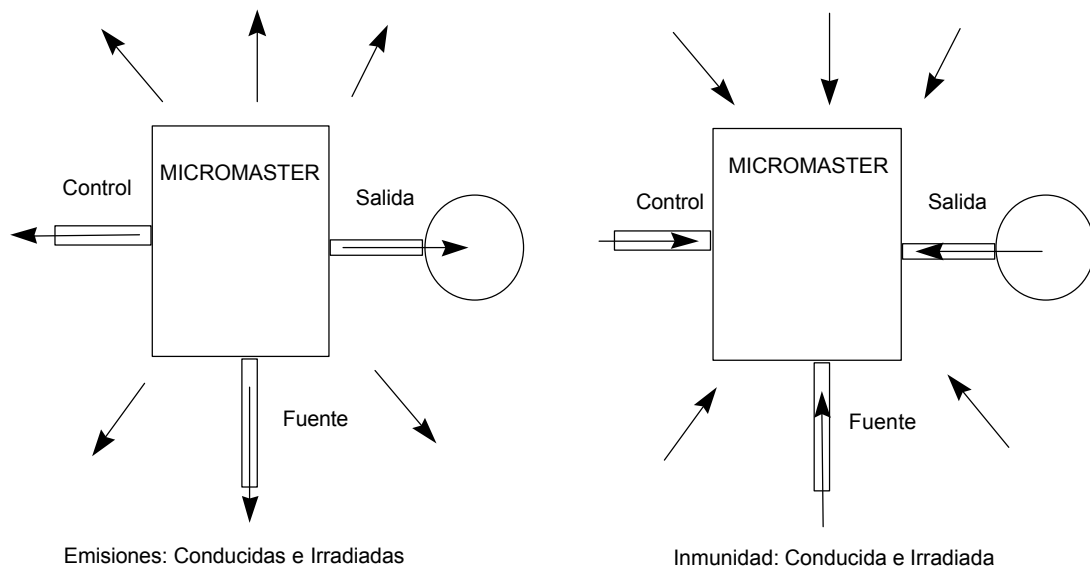 MICROMASTER
Control
Salida
Fuente
Emisiones: Conducidas e Irradiadas
MICROMASTER
Control
Salida
Fuente
Inmunidad: Conducida e Irradiada